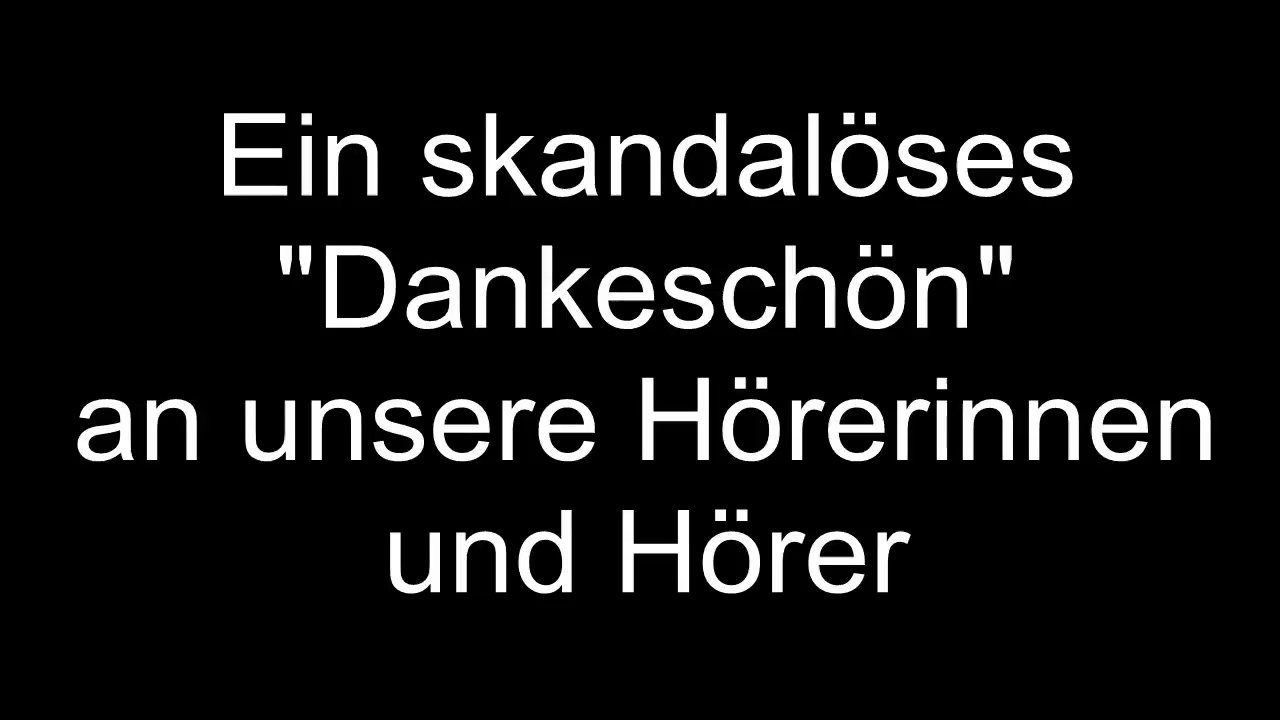 Ein skandalöses
"Dankeschön"
an unsere Hörerinnen
und Hörer